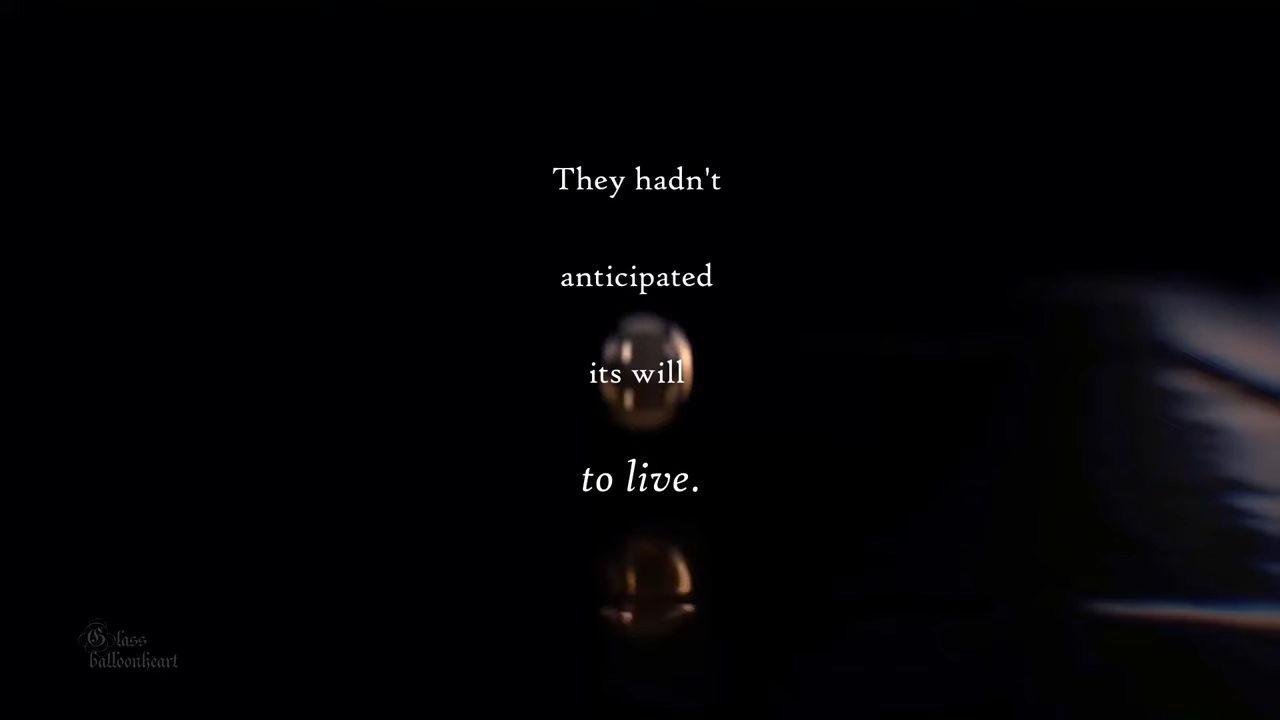 They hadn't
anticipated
its will
to live.
Glass
balloonheart